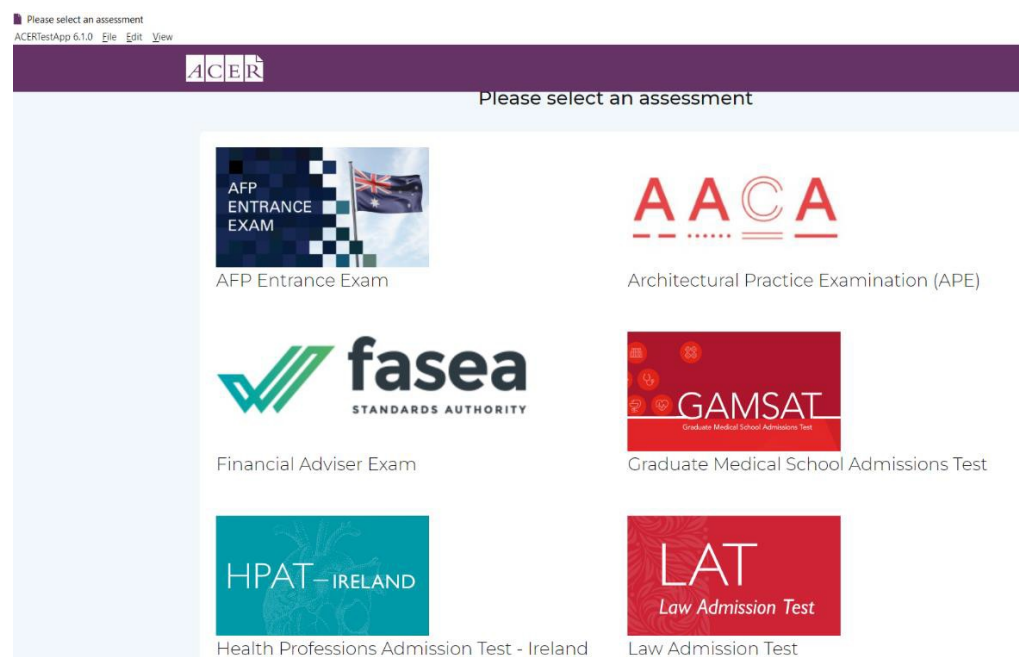 Please select an assessment
ACERTestApp 6.1.0 File Edit View
ACER
Please select an assessment
AFP
ENTRANCE
EXAM
AFP Entrance Exam
AACA
Architectural Practice Examination (APE)
fasea
STANDARDS AUTHORITY
Financial Adviser Exam
GAMSAT
Graduate Medical School Admissions Test
Graduate Medical School Admissions Test
HPAT–IRELAND
Health Professions Admission Test - Ireland
LAT
Law Admission Test
Law Admission Test